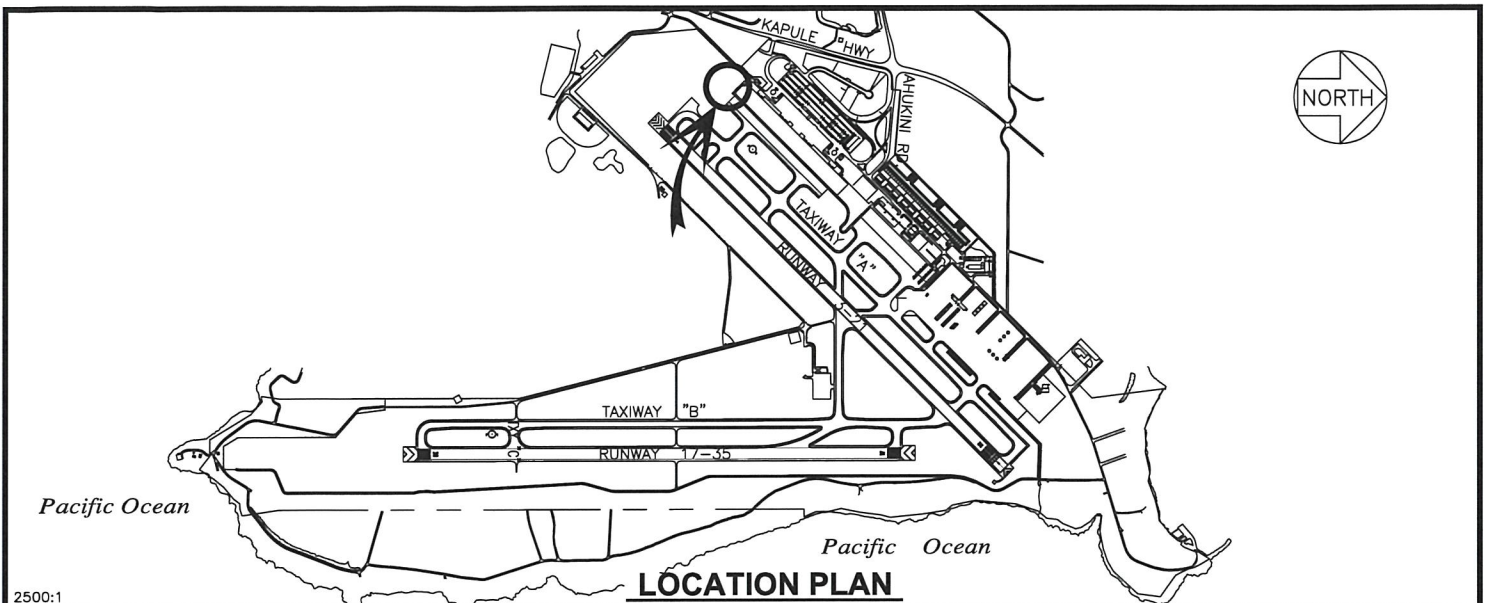 KAPULE HWY
AHUKINI RD
NORTH
TAXIWAY "A"
RUNWAY
TAXIWAY "B"
RUNWAY 17-35
Pacific Ocean
Pacific Ocean
LOCATION PLAN
2500:1